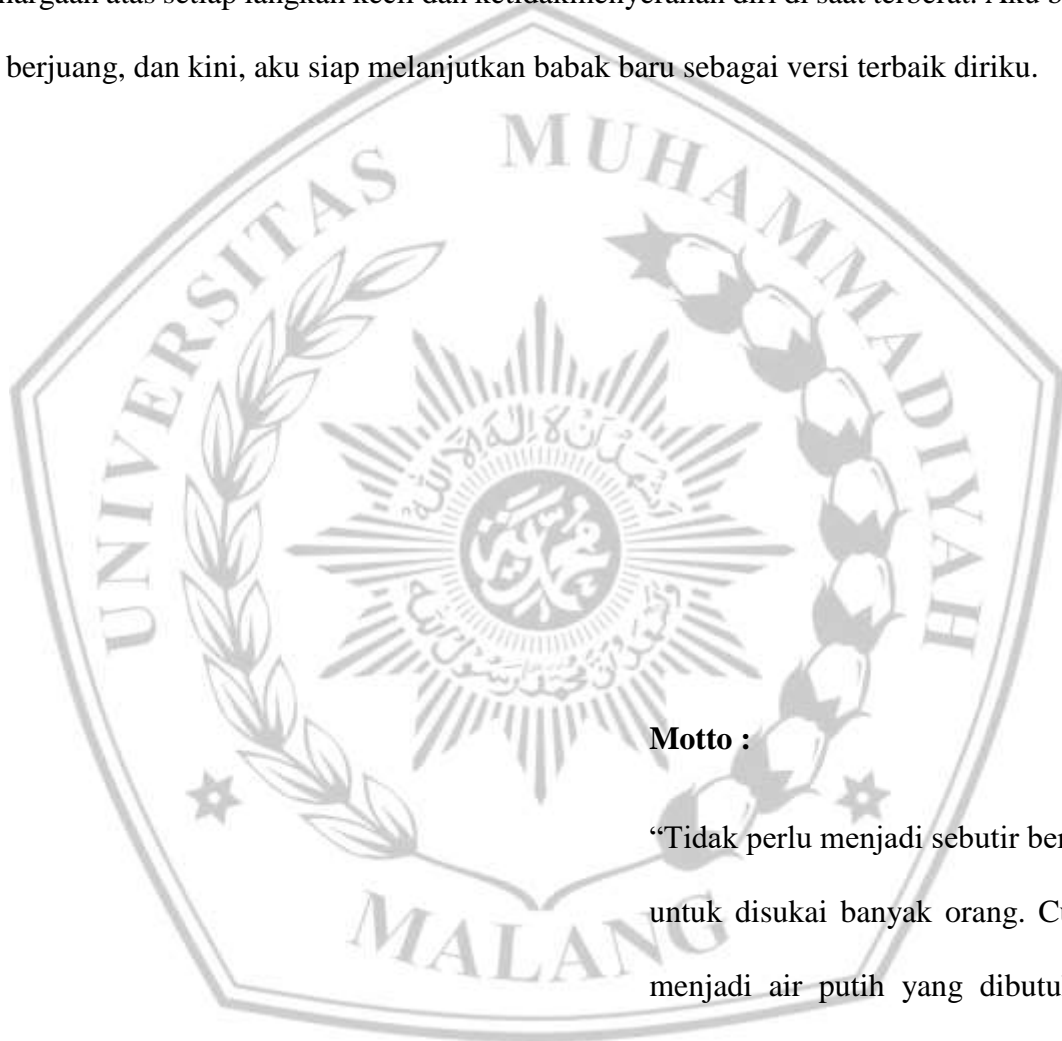 atas setiap langkah kecil dan ketidakmenyerahan diri di saat terberat. Aku
berjuang, dan kini, aku siap melanjutkan babak baru sebagai versi terbaik diriku.
UNIVERSITAS MUHAMMADIYAH
MALANG
Motto :
“Tidak perlu menjadi sebutir
untuk disukai banyak orang.
menjadi air putih yang